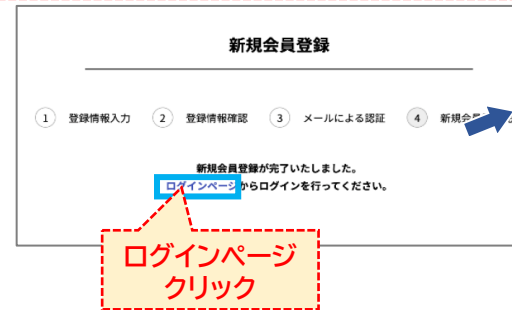 新規会員登録
1 登録情報入力 2 登録情報確認 3 メールによる認証 4 新規会
新規会員登録が完了いたしました。
ログインページからログインを行ってください。
ログインページ
クリック